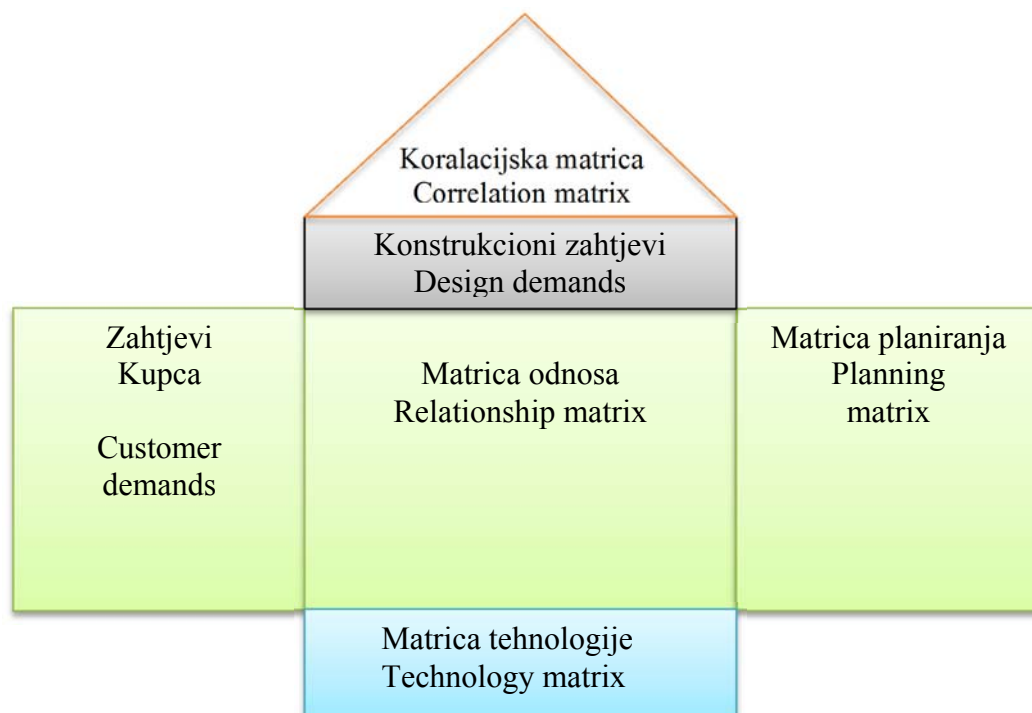 Koralacijska matrica
Correlation matrix
Konstrukcioni zahtjevi
Design demands
Zahtjevi
Kupca
Customer
demands
Matrica odnosa
Relationship matrix
Matrica planiranja
Planning
matrix
Matrica tehnologije
Technology matrix